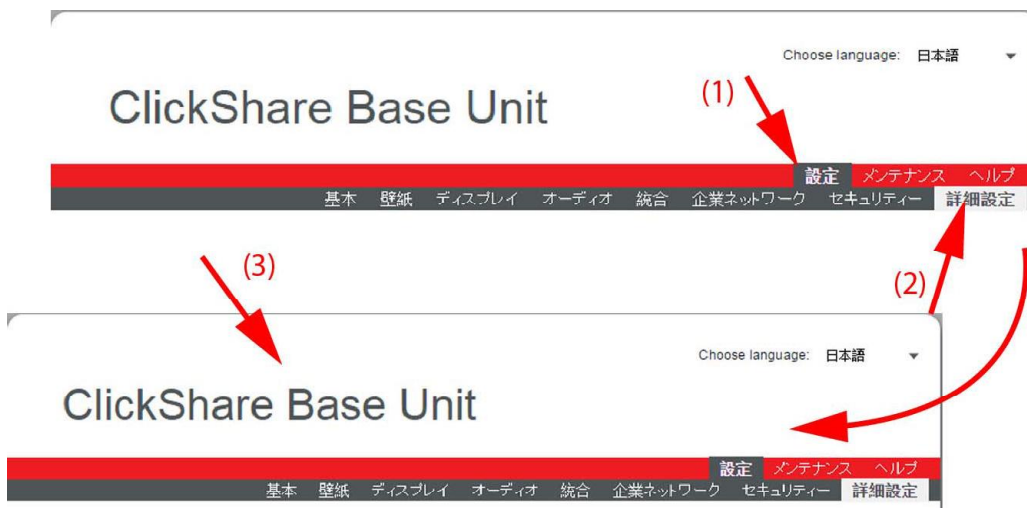 Choose language: 日本語
ClickShare Base Unit
(1)
設定 メンテナンス ヘルプ
基本 壁紙 ディスプレイ オーディオ 統合 企業ネットワーク セキュリティー 詳細設定
(3)
(2)
Choose language: 日本語
ClickShare Base Unit
設定 メンテナンス ヘルプ
基本 壁紙 ディスプレイ オーディオ 統合 企業ネットワーク セキュリティー 詳細設定